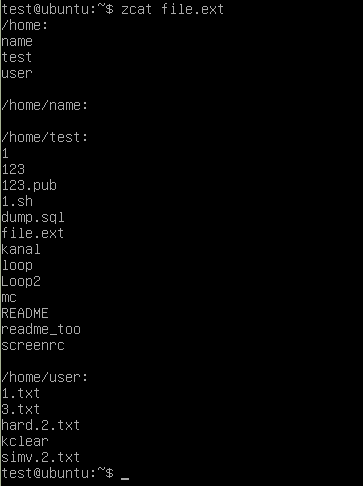 test@ubuntu:~$ zcat file.ext
/home:
name
test
user

/home/name:

/home/test:
1
123
123.pub
1.sh
dump.sql
file.ext
kanal
loop
Loop2
mc
README
readme_too
screenrc

/home/user:
1.txt
3.txt
hard.2.txt
kclear
simv.2.txt
test@ubuntu:~$ _